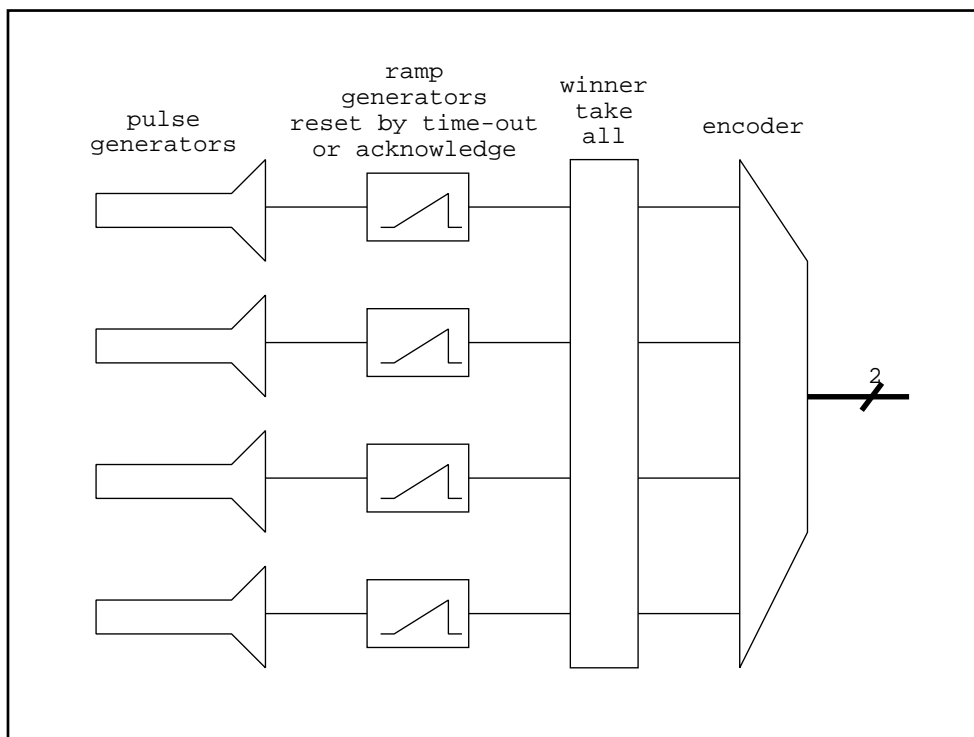 pulse
generators
ramp
generators
reset by time-out
or acknowledge
winner
take
all
encoder
2